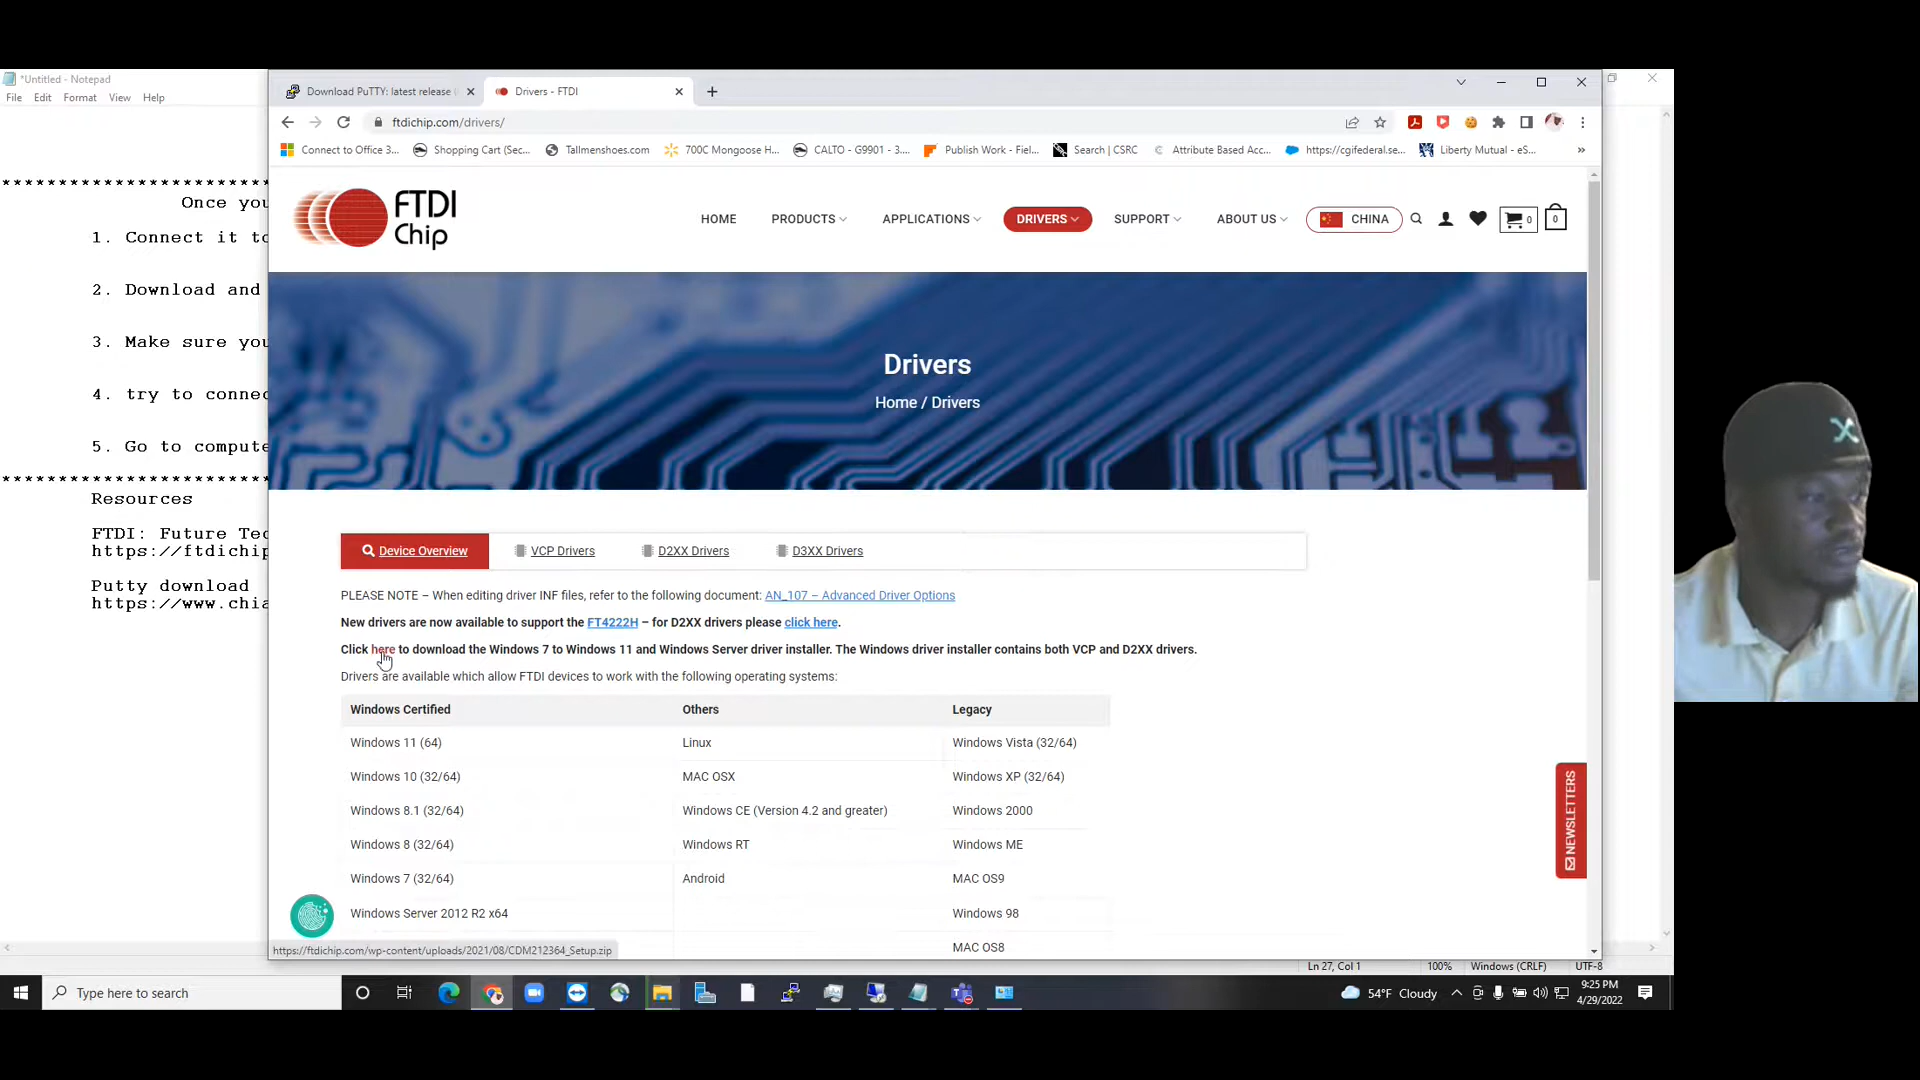 *Untitled - Notepad
File Edit Format View Help
Download PuTTY: latest release
Drivers - FTDI
ftdichip.com/drivers/
Connect to Office 3...
Shopping Cart (Sec...
Tallmenshoes.com
700C Mongoose H...
CALTO - G9901 - 3....
Publish Work - Fiel...
Search | CSRC
Attribute Based Acc...
https://cgifederal.se...
Liberty Mutual - eS...
»
*************************
Once you
1. Connect it to
2. Download and
3. Make sure you
4. try to connec
5. Go to compute
*************************
Resources
FTDI: Future Tec
https://ftdichip
Putty download
https://www.chia
FTDI
Chip
HOME
PRODUCTS
APPLICATIONS
DRIVERS
SUPPORT
ABOUT US
CHINA
0
0
Drivers
Home / Drivers
Device Overview
VCP Drivers
D2XX Drivers
D3XX Drivers
PLEASE NOTE – When editing driver INF files, refer to the following document: AN_107 – Advanced Driver Options
New drivers are now available to support the FT4222H – for D2XX drivers please click here.
Click here to download the Windows 7 to Windows 11 and Windows Server driver installer. The Windows driver installer contains both VCP and D2XX drivers.
Drivers are available which allow FTDI devices to work with the following operating systems:
Windows Certified Others Legacy
Windows 11 (64) Linux Windows Vista (32/64)
Windows 10 (32/64) MAC OSX Windows XP (32/64)
Windows 8.1 (32/64) Windows CE (Version 4.2 and greater) Windows 2000
Windows 8 (32/64) Windows RT Windows ME
Windows 7 (32/64) Android MAC OS9
Windows Server 2012 R2 x64 Windows 98
MAC OS8
NEWSLETTERS
https://ftdichip.com/wp-content/uploads/2021/08/CDM212364_Setup.zip
Ln 27, Col 1 100% Windows (CRLF) UTF-8
Type here to search
54°F Cloudy
9:25 PM
4/29/2022